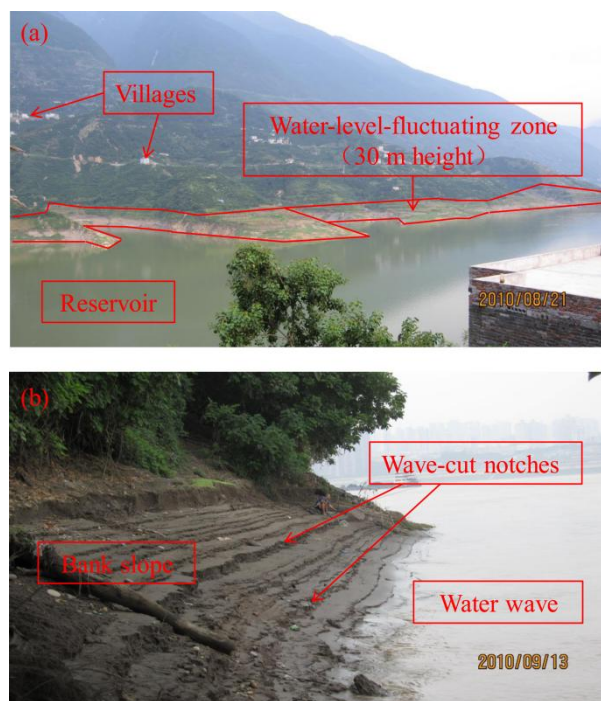 (a)
Villages
Water-level-fluctuating zone
（30 m height）
Reservoir
2010/08/21
(b)
Wave-cut notches
Bank slope
Water wave
2010/09/13